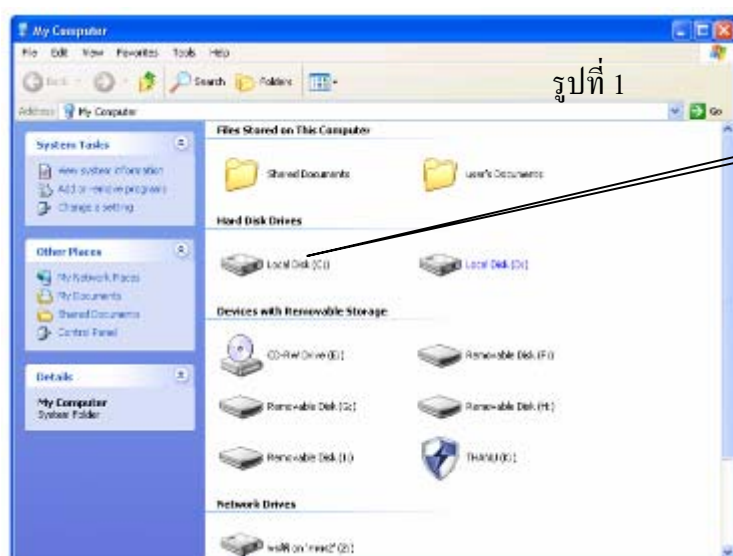 My Computer
File Edit View Favorites Tools Help
Back Search Folders
รูปที่ 1
Address My Computer Go
System Tasks
View system information
Add or remove programs
Change a setting
Other Places
My Network Places
My Documents
Shared Documents
Control Panel
Details
My Computer
System Folder
Files Stored on This Computer
Shared Documents user's Documents
Hard Disk Drives
Local Disk (C:) Local Disk (D:)
Devices with Removable Storage
CD-RW Drive (E:) Removable Disk (F:)
Removable Disk (G:) Removable Disk (H:)
Removable Disk (I:) THANU (K:)
Network Drives
on (Z:)